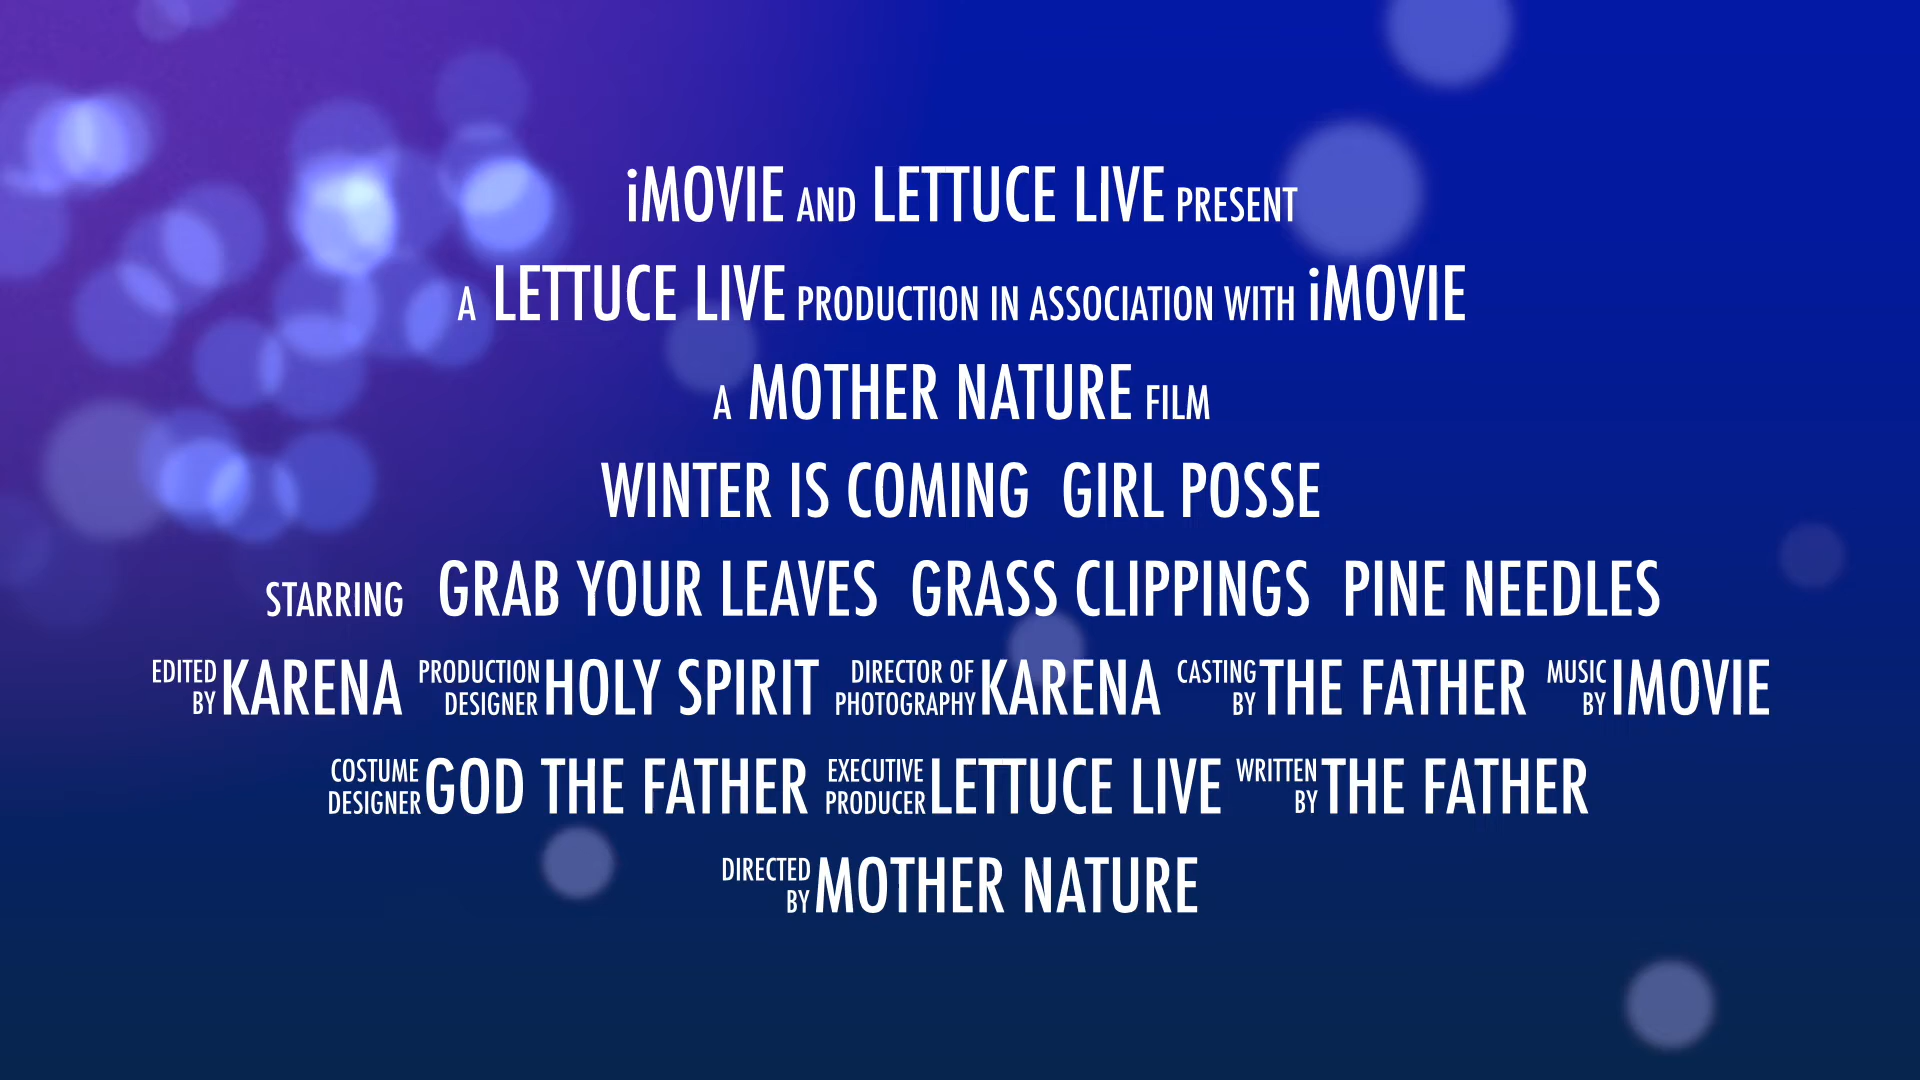 iMOVIE AND LETTUCE LIVE PRESENT
A LETTUCE LIVE PRODUCTION IN ASSOCIATION WITH iMOVIE
A MOTHER NATURE FILM
WINTER IS COMING GIRL POSSE
STARRING GRAB YOUR LEAVES GRASS CLIPPINGS PINE NEEDLES
EDITED BY KARENA PRODUCTION DESIGNER HOLY SPIRIT DIRECTOR OF PHOTOGRAPHY KARENA CASTING BY THE FATHER MUSIC BY IMOVIE
COSTUME DESIGNER GOD THE FATHER EXECUTIVE PRODUCER LETTUCE LIVE WRITTEN BY THE FATHER
DIRECTED BY MOTHER NATURE